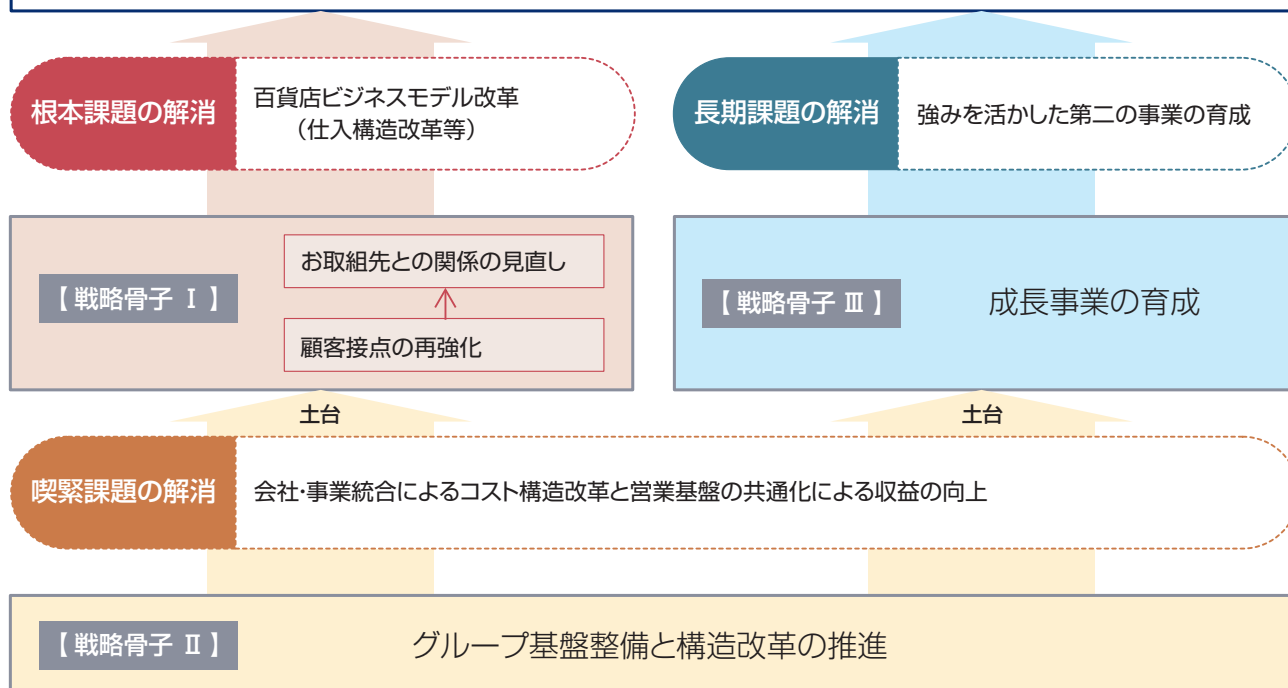 根本課題の解消
百貨店ビジネスモデル改革
（仕入構造改革等）
長期課題の解消
強みを活かした第二の事業の育成
【 戦略骨子 Ⅰ 】
お取組先との関係の見直し
顧客接点の再強化
【 戦略骨子 Ⅲ 】
成長事業の育成
土台
土台
喫緊課題の解消
会社・事業統合によるコスト構造改革と営業基盤の共通化による収益の向上
【 戦略骨子 Ⅱ 】
グループ基盤整備と構造改革の推進